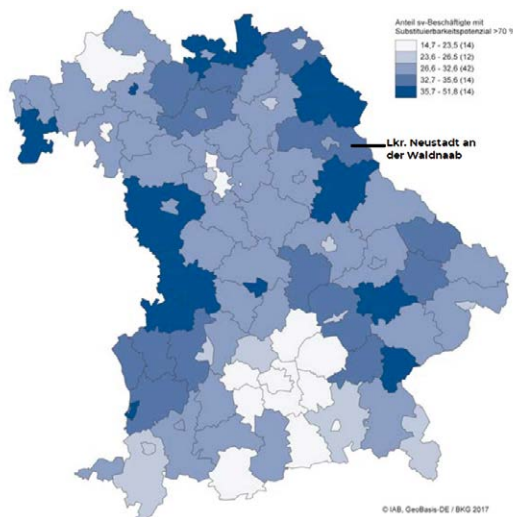 Anteil sv-Beschäftigte mit
Substituierbarkeitspotenzial >70 %
14,7 - 23,5 (14)
23,6 - 26,5 (12)
26,6 - 32,6 (42)
32,7 - 35,6 (14)
35,7 - 51,8 (14)
Lkr. Neustadt an
der Waldnaab
© IAB, GeoBasis-DE / BKG 2017